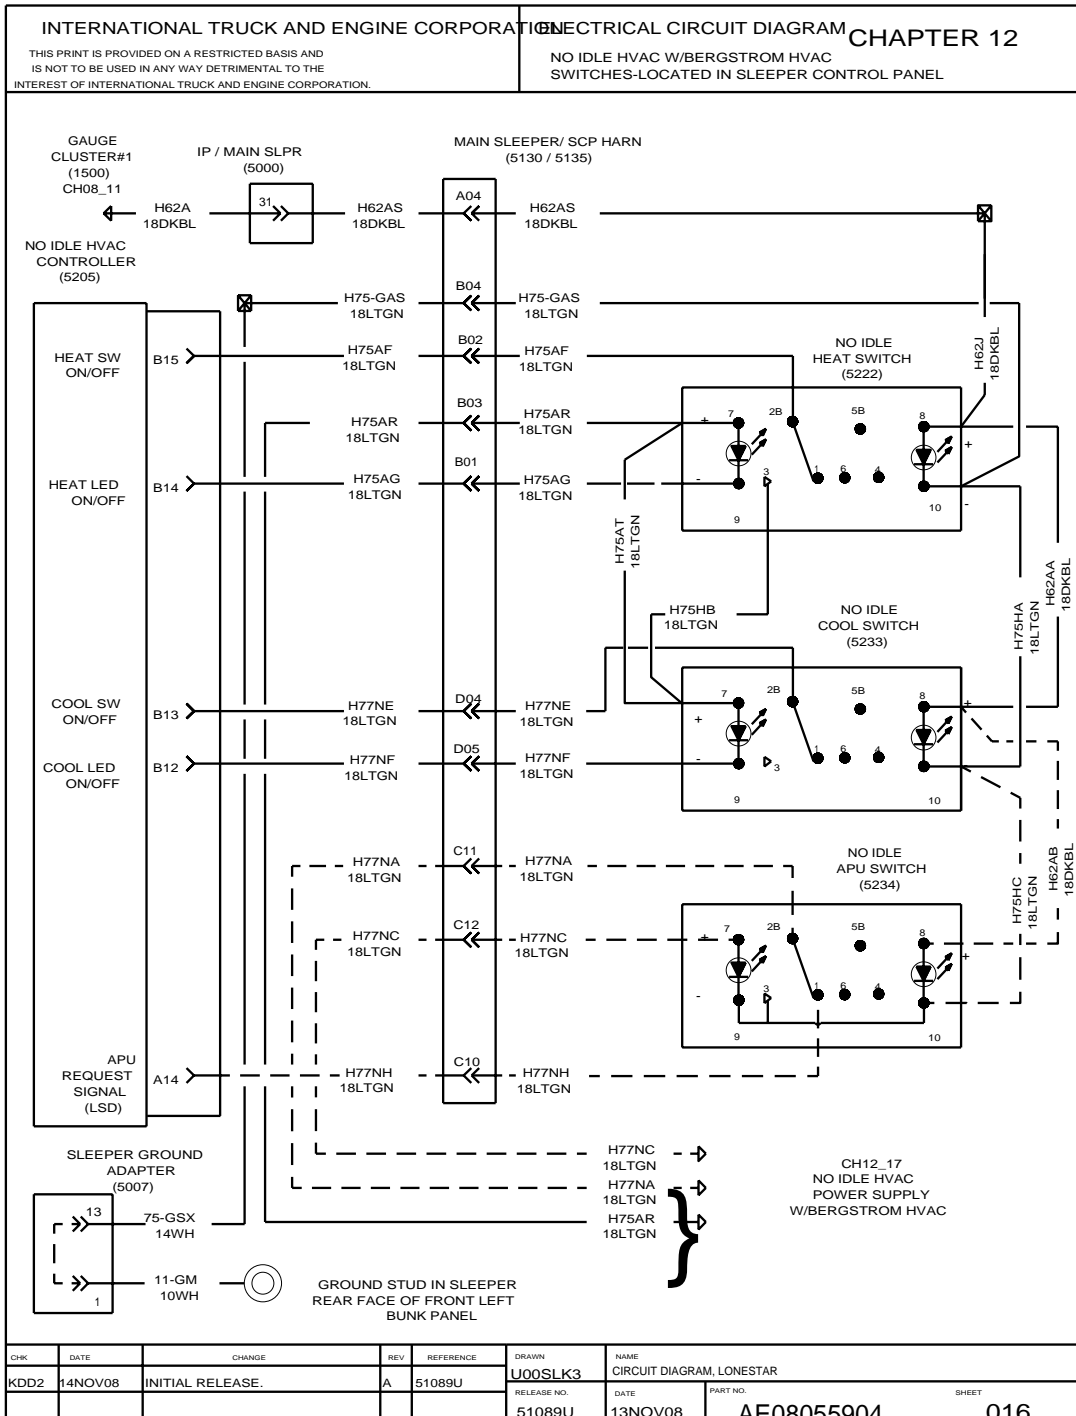 INTERNATIONAL TRUCK AND ENGINE CORPORATION
THIS PRINT IS PROVIDED ON A RESTRICTED BASIS AND
IS NOT TO BE USED IN ANY WAY DETRIMENTAL TO THE
INTEREST OF INTERNATIONAL TRUCK AND ENGINE CORPORATION.
ELECTRICAL CIRCUIT DIAGRAM
CHAPTER 12
NO IDLE HVAC W/BERGSTROM HVAC
SWITCHES-LOCATED IN SLEEPER CONTROL PANEL
GAUGE
CLUSTER#1
(1500)
CH08_11
IP / MAIN SLPR
(5000)
MAIN SLEEPER/ SCP HARN
(5130 / 5135)
H62A
18DKBL
31
H62AS
18DKBL
A04
H62AS
18DKBL
NO IDLE HVAC
CONTROLLER
(5205)
H75-GAS
18LTGN
B04
H75-GAS
18LTGN
H62J
18DKBL
HEAT SW
ON/OFF
B15
H75AF
18LTGN
B02
H75AF
18LTGN
NO IDLE
HEAT SWITCH
(5222)
H75AR
18LTGN
B03
H75AR
18LTGN
+ 7 2B 5B 8 +
HEAT LED
ON/OFF
B14
H75AG
18LTGN
B01
H75AG
18LTGN
- 3 1 6 4 -
9 10
H75AT
18LTGN
H75HB
18LTGN
H75HA
18LTGN
H62AA
18DKBL
NO IDLE
COOL SWITCH
(5233)
COOL SW
ON/OFF
B13
H77NE
18LTGN
D04
H77NE
18LTGN
7 2B 5B 8 +
+
COOL LED
ON/OFF
B12
H77NF
18LTGN
D05
H77NF
18LTGN
- 3 1 6 4 -
9 10
H77NA
18LTGN
C11
H77NA
18LTGN
NO IDLE
APU SWITCH
(5234)
H75HC
18LTGN
H62AB
18DKBL
H77NC
18LTGN
C12
H77NC
18LTGN
+ 7 2B 5B 8 +
- 3 1 6 4
9 10
APU
REQUEST
SIGNAL
(LSD)
A14
H77NH
18LTGN
C10
H77NH
18LTGN
SLEEPER GROUND
ADAPTER
(5007)
H77NC
18LTGN
H77NA
18LTGN
H75AR
18LTGN
}
CH12_17
NO IDLE HVAC
POWER SUPPLY
W/BERGSTROM HVAC
13
75-GSX
14WH
1
11-GM
10WH
GROUND STUD IN SLEEPER
REAR FACE OF FRONT LEFT
BUNK PANEL
CHK DATE CHANGE REV REFERENCE
KDD2 14NOV08 INITIAL RELEASE. A 51089U
DRAWN
U00SLK3
NAME
CIRCUIT DIAGRAM, LONESTAR
RELEASE NO.
51089U
DATE
13NOV08
PART NO.
AE08055904
SHEET
016